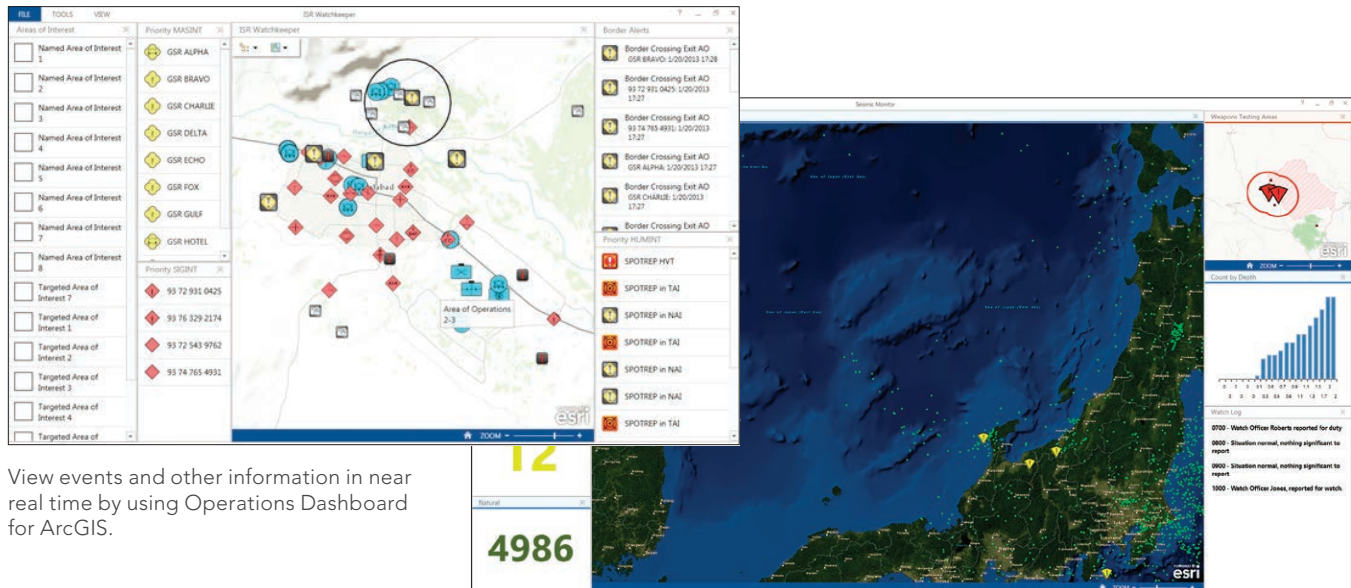 FILE TOOLS VIEW
ISR Watchkeeper
Areas of Interest
Named Area of Interest
1
Named Area of Interest
2
Named Area of Interest
3
Named Area of Interest
4
Named Area of Interest
5
Named Area of Interest
6
Named Area of Interest
7
Named Area of Interest
8
Targeted Area of
Interest 7
Targeted Area of
Interest 1
Targeted Area of
Interest 2
Targeted Area of
Interest 3
Targeted Area of
Interest 4
Targeted Area of
Priority MASINT
GSR ALPHA
GSR BRAVO
GSR CHARLIE
GSR DELTA
GSR ECHO
GSR FOX
GSR GULF
GSR HOTEL
Priority SIGINT
93 72 931 0425
93 76 329 2174
93 72 543 9762
93 74 765 4931
ISR Watchkeeper
Area of Operations
2-3
esri
ZOOM
Border Alerts
Border Crossing Exit AO
GSR BRAVO: 1/20/2013 17:28
Border Crossing Exit AO
93 72 931 0425: 1/20/2013
17:27
Border Crossing Exit AO
93 74 765 4931: 1/20/2013
17:27
Border Crossing Exit AO
GSR ALPHA: 1/20/2013 17:27
Border Crossing Exit AO
GSR CHARLIE: 1/20/2013
17:27
Border Crossing Exit AO
Priority HUMINT
SPOTREP HVT
SPOTREP in TAI
SPOTREP in NAI
SPOTREP in TAI
SPOTREP in NAI
SPOTREP in NAI
SPOTREP in TAI
View events and other information in near
real time by using Operations Dashboard
for ArcGIS.
Seismic Monitor
12
Natural
4986
Sea of Japan (East Sea)
Sea of Japan (East Sea)
esri
ZOOM
Weapons Testing Areas
esri
ZOOM
Count by Depth
Watch Log
0700 - Watch Officer Roberts reported for duty
0800 - Situation normal, nothing significant to
report
0900 - Situation normal, nothing significant to
report
1000 - Watch Officer Jones, reported for watch.